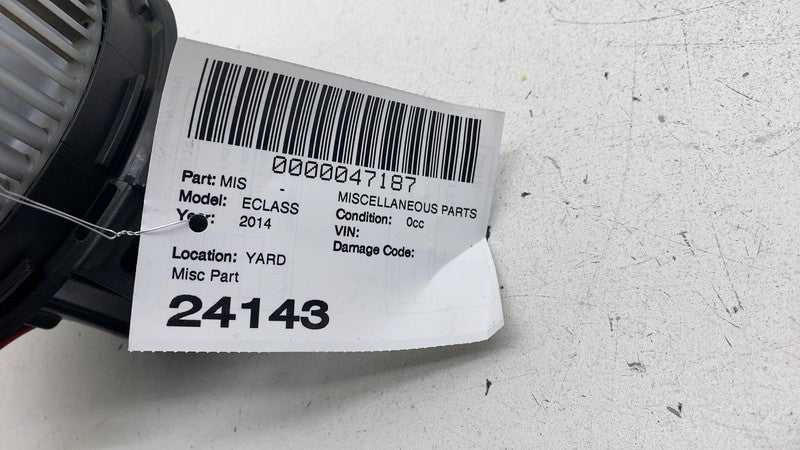 0000047187
Part: MIS - MISCELLANEOUS PARTS
Model: ECLASS Condition: 0cc
Year: 2014 VIN:
Damage Code:
Location: YARD
Misc Part
24143